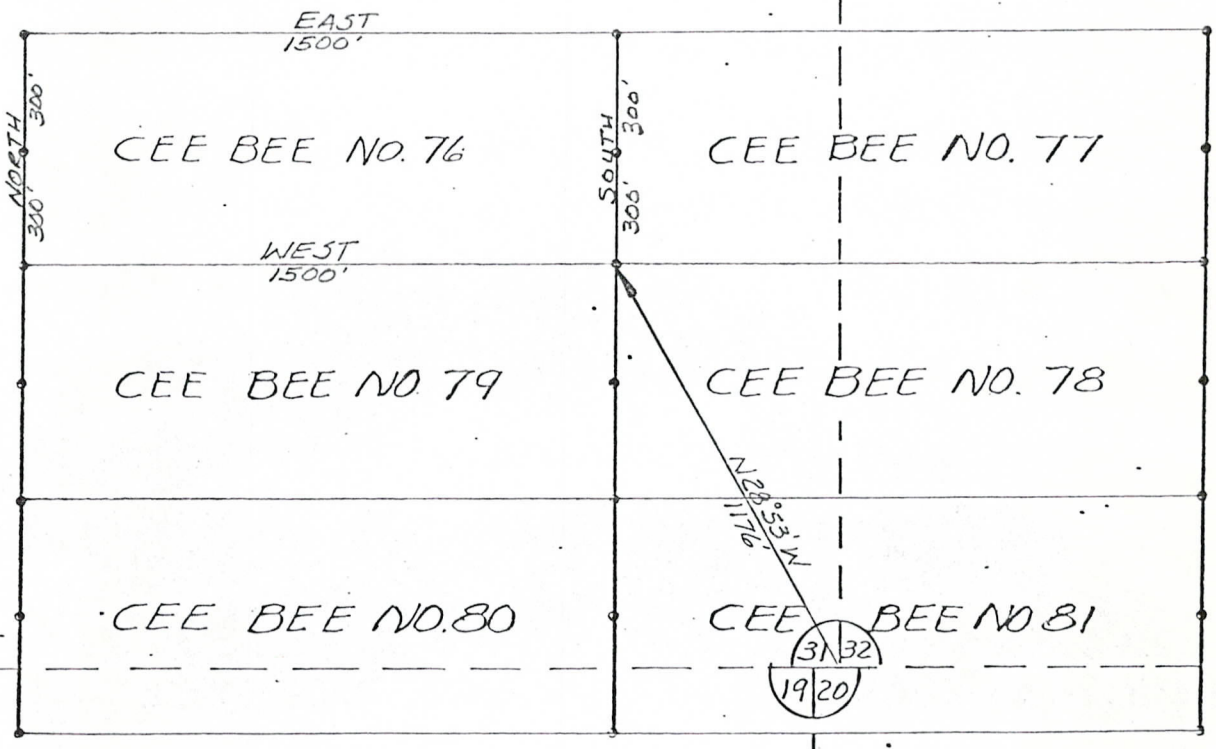 EAST
1500'
NORTH
300'
300'
CEE BEE NO. 76
SOUTH
300'
300'
CEE BEE NO. 77
WEST
1500'
CEE BEE NO 79
CEE BEE NO. 78
N28°53'W
1176'
CEE BEE NO.80
CEE BEE NO 81
31 32
19 20